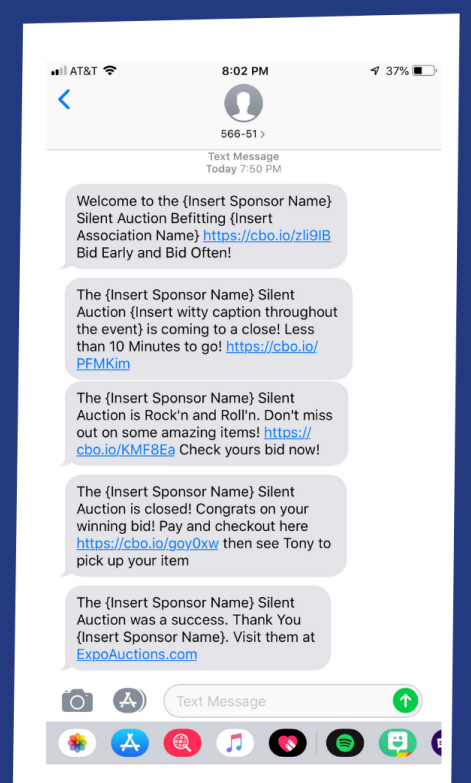 AT&T 8:02 PM 37%
566-51 >
Text Message
Today 7:50 PM
Welcome to the {Insert Sponsor Name}
Silent Auction Befitting {Insert
Association Name} https://cbo.io/zli9lB
Bid Early and Bid Often!
The {Insert Sponsor Name} Silent
Auction {Insert witty caption throughout
the event} is coming to a close! Less
than 10 Minutes to go! https://cbo.io/
PFMKim
The {Insert Sponsor Name} Silent
Auction is Rock'n and Roll'n. Don't miss
out on some amazing items! https://
cbo.io/KMF8Ea Check yours bid now!
The {Insert Sponsor Name} Silent
Auction is closed! Congrats on your
winning bid! Pay and checkout here
https://cbo.io/goy0xw then see Tony to
pick up your item
The {Insert Sponsor Name} Silent
Auction was a success. Thank You
{Insert Sponsor Name}. Visit them at
ExpoAuctions.com
Text Message